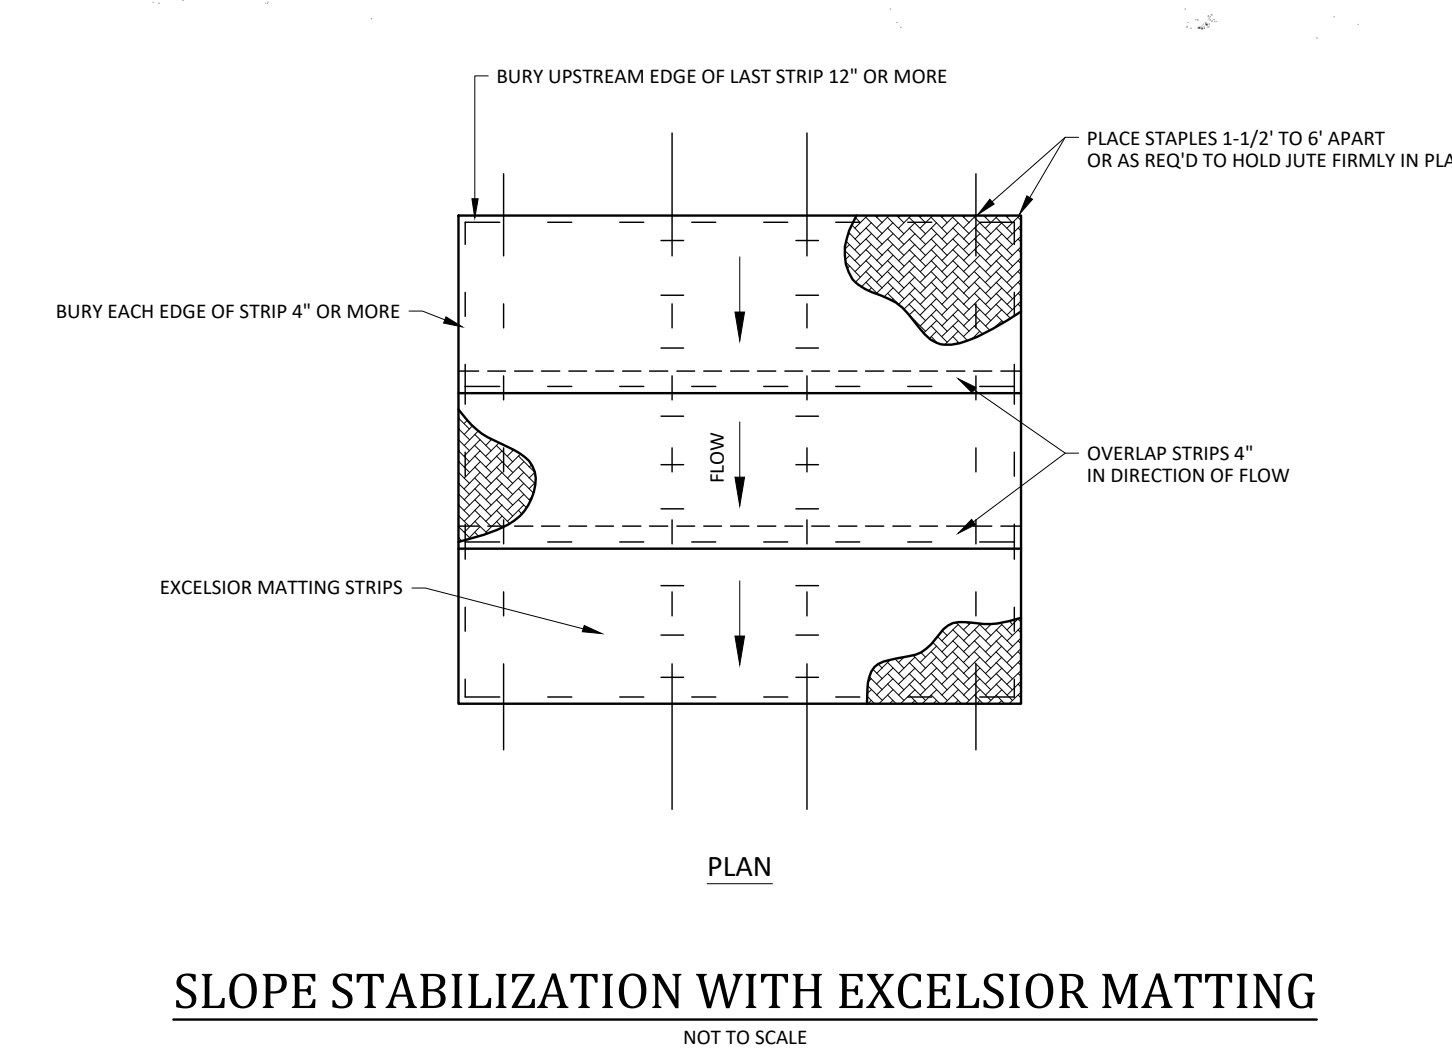 BURY UPSTREAM EDGE OF LAST STRIP 12" OR MORE
PLACE STAPLES 1-1/2' TO 6' APART
OR AS REQ'D TO HOLD JUTE FIRMLY IN
BURY EACH EDGE OF STRIP 4" OR MORE
FLOW
OVERLAP STRIPS 4"
IN DIRECTION OF FLOW
EXCELSIOR MATTING STRIPS
PLAN
SLOPE STABILIZATION WITH EXCELSIOR MATTING
NOT TO SCALE